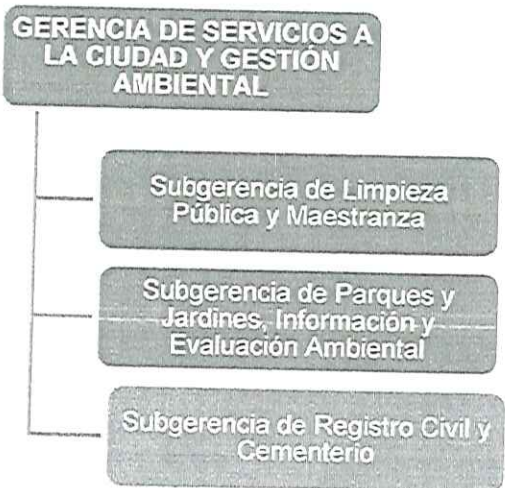 GERENCIA DE SERVICIOS A
LA CIUDAD Y GESTIÓN
AMBIENTAL
Subgerencia de Limpieza
Pública y Maestranza
Subgerencia de Parques y
Jardines, Información y
Evaluación Ambiental
Subgerencia de Registro Civil y
Cementerio